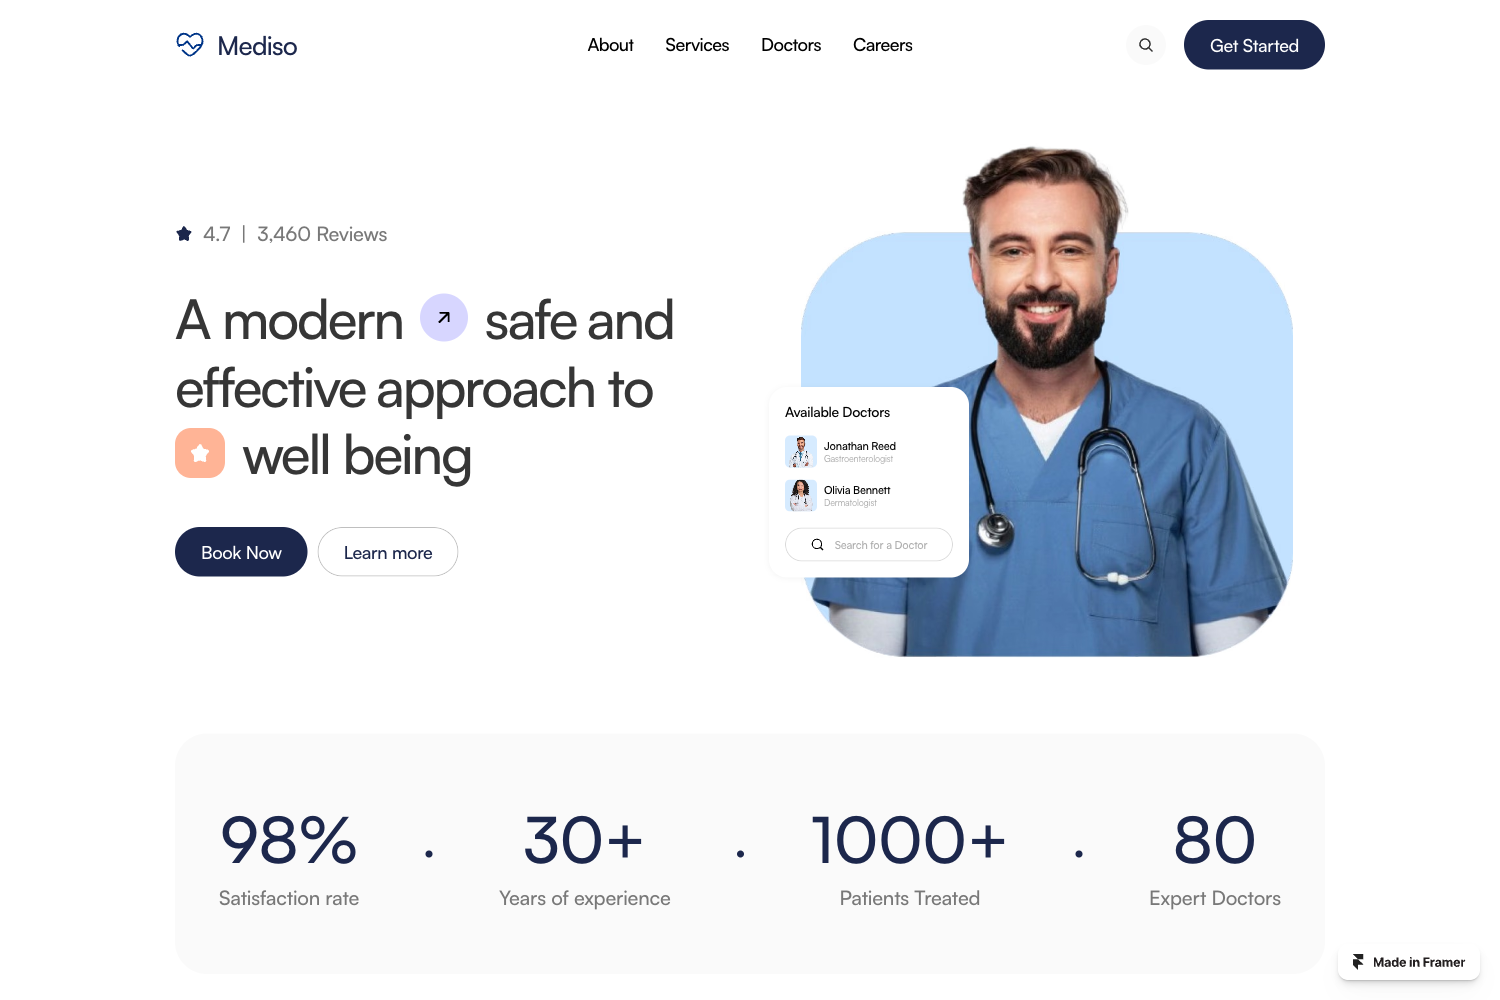 Mediso
About
Services
Doctors
Careers
Get Started
4.7 | 3,460 Reviews
A modern safe and
effective approach to
well being
Book Now
Learn more
Available Doctors
Jonathan Reed
Gastroenterologist
Olivia Bennett
Dermatologist
Search for a Doctor
98% . 30+ . 1000+ . 80
Satisfaction rate
Years of experience
Patients Treated
Expert Doctors
Made in Framer